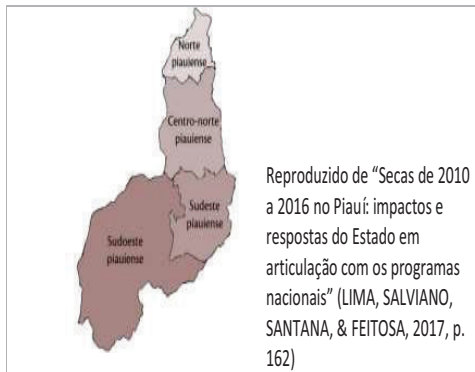 Norte
piauiense
Centro-norte
piauiense
Sudeste
piauiense
Sudoeste
piauiense
Reproduzido de “Secas de 2010
a 2016 no Piauí: impactos e
respostas do Estado em
articulação com os programas
nacionais” (LIMA, SALVIANO,
SANTANA, & FEITOSA, 2017, p.
162)